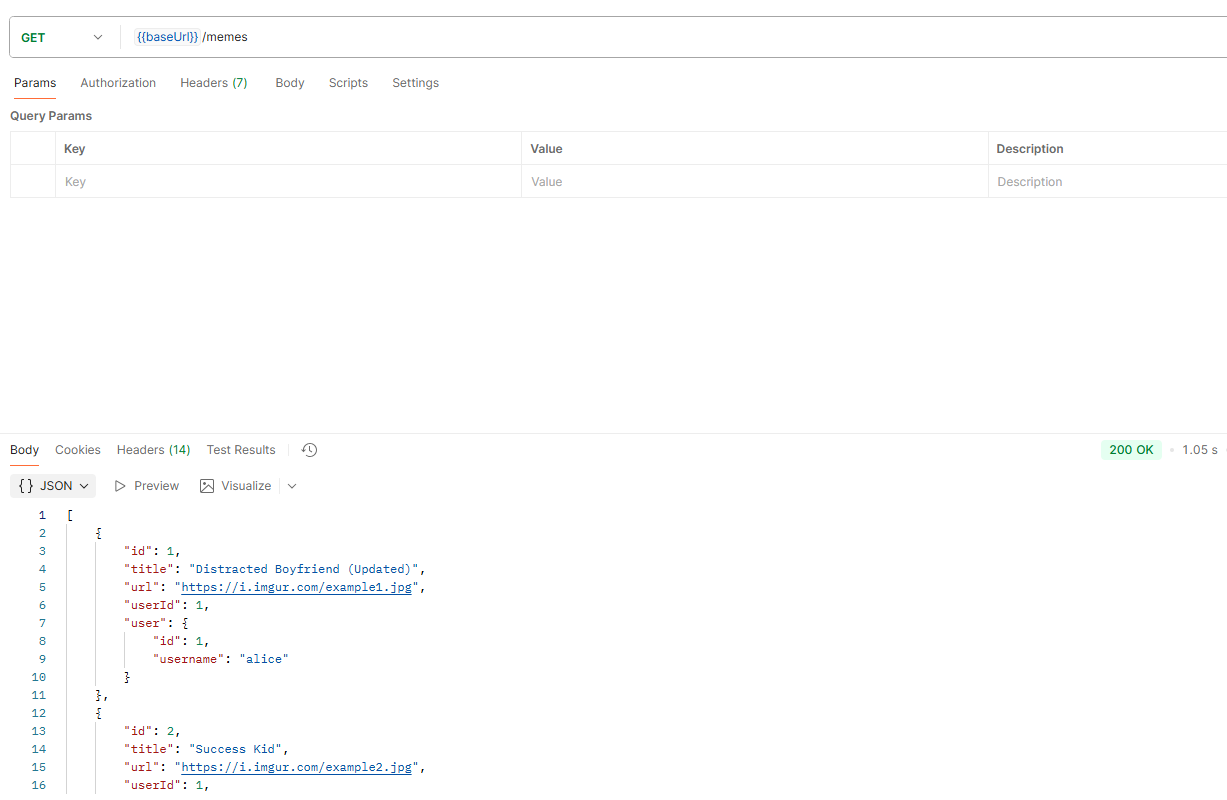 GET {{baseUrl}} /memes
Params Authorization Headers (7) Body Scripts Settings
Query Params
Key Value Description
Key Value Description
Body Cookies Headers (14) Test Results 200 OK • 1.05 s
{} JSON Preview Visualize
1 [
2 {
3 "id": 1,
4 "title": "Distracted Boyfriend (Updated)",
5 "url": "https://i.imgur.com/example1.jpg",
6 "userId": 1,
7 "user": {
8 "id": 1,
9 "username": "alice"
10 }
11 },
12 {
13 "id": 2,
14 "title": "Success Kid",
15 "url": "https://i.imgur.com/example2.jpg",
16 "userId": 1,